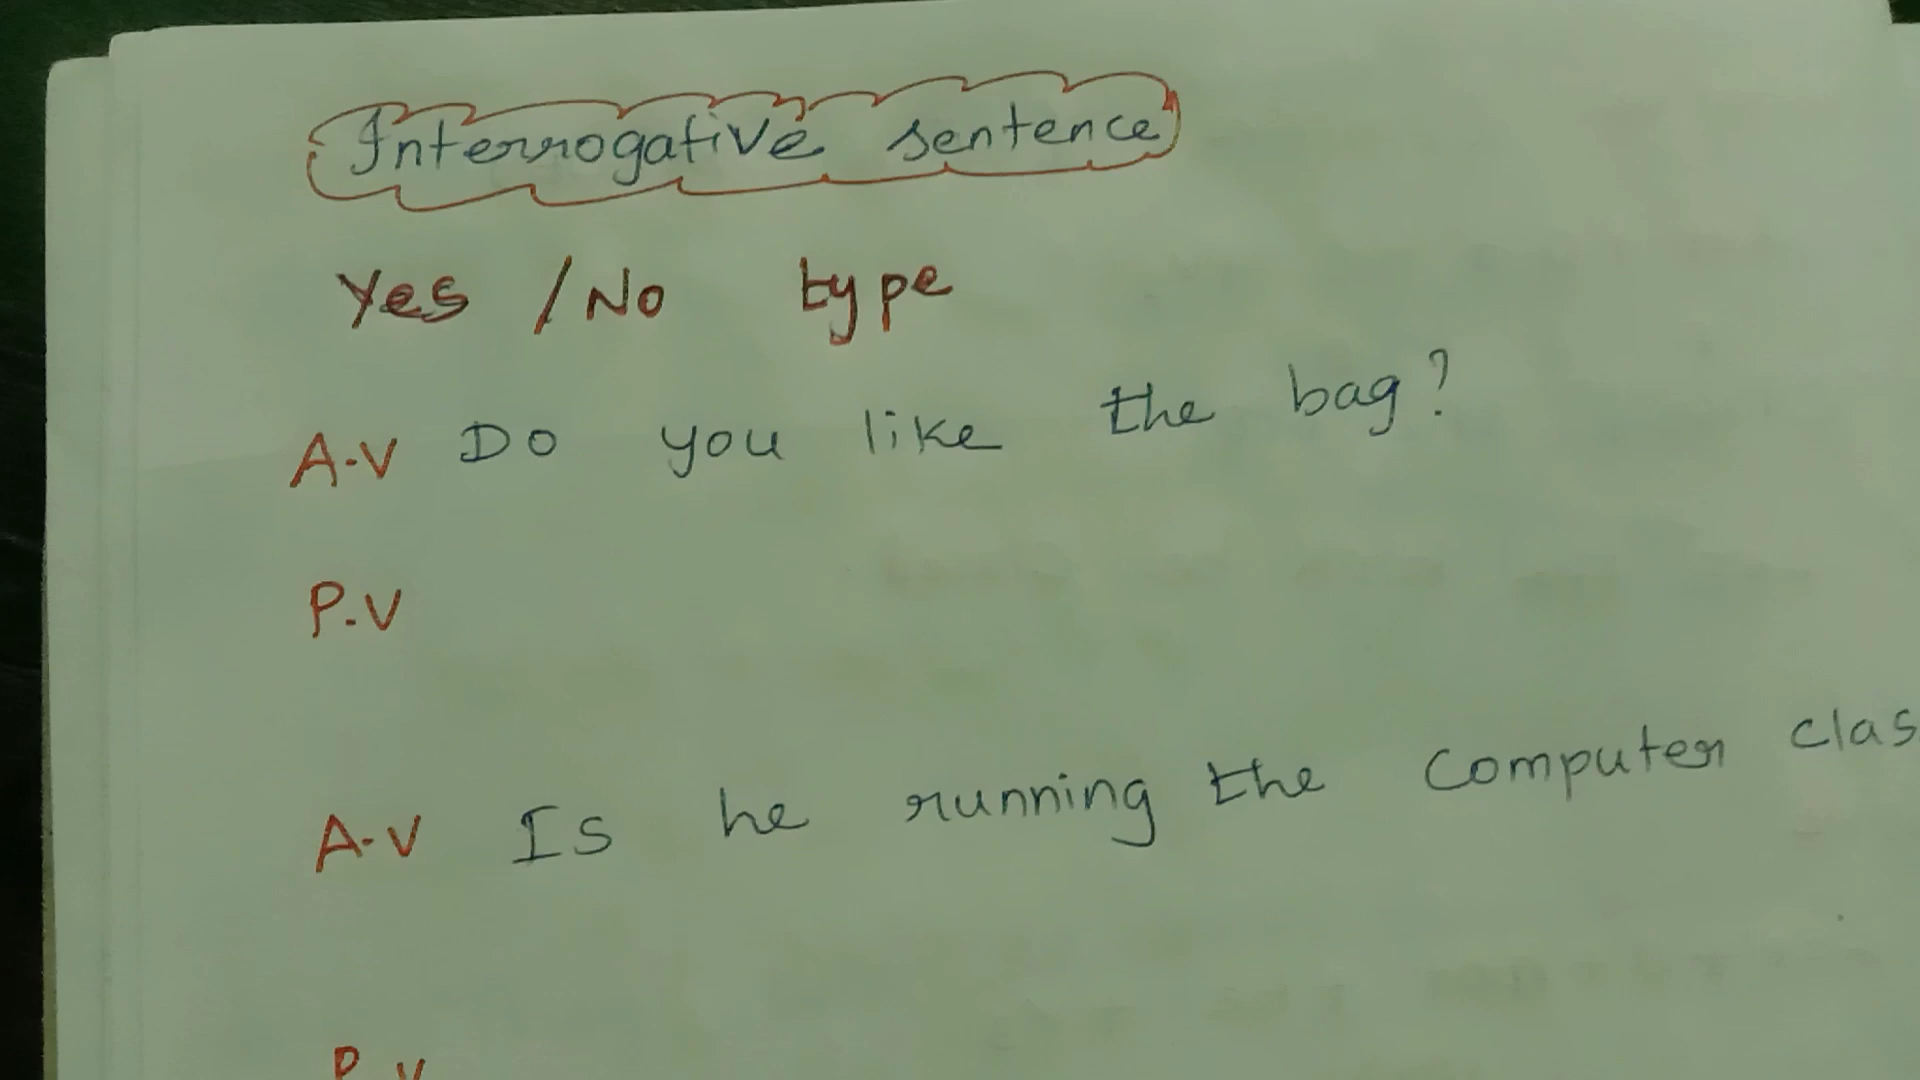 Interrogative sentence
Yes / No type
A.V Do you like the bag?
P.V
A.V Is he running the Computer clas
P.V